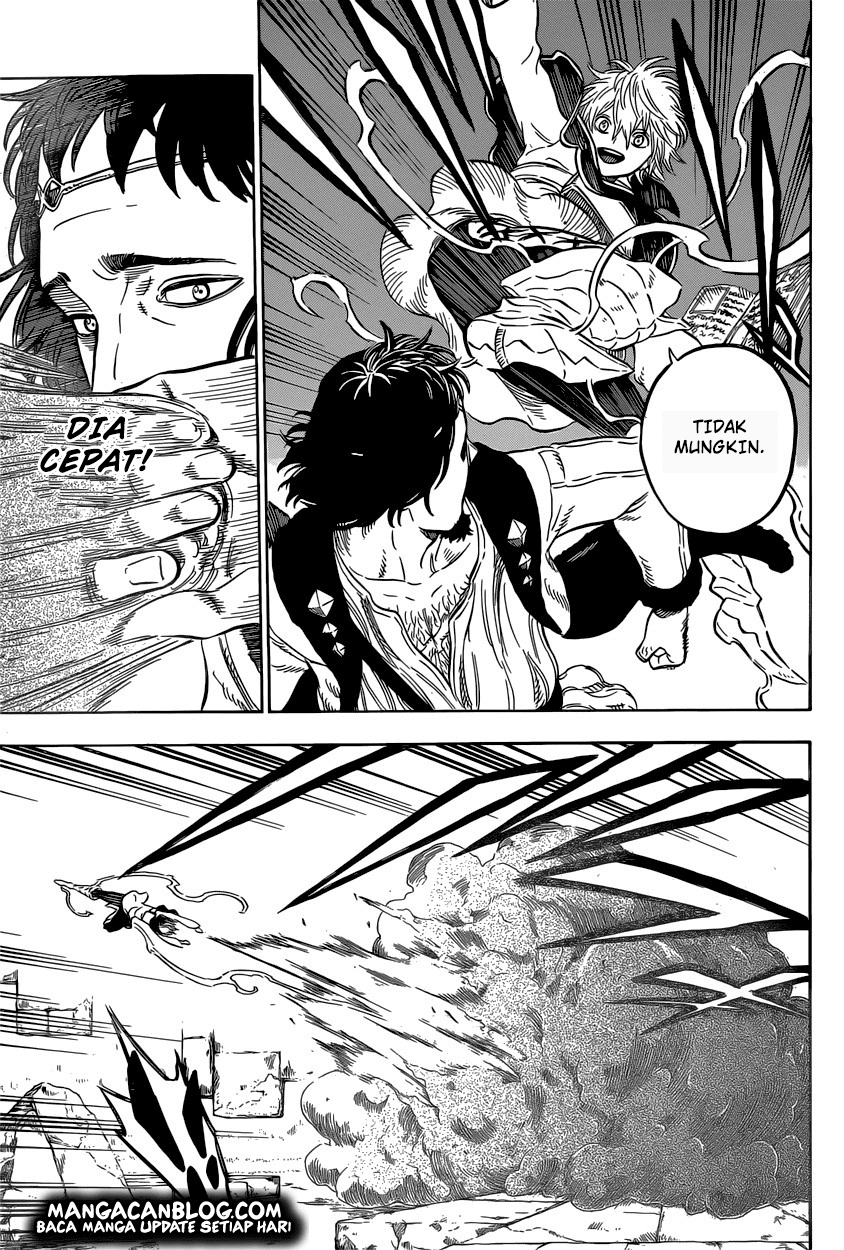 TIDAK
MUNGKIN.
DIA
CEPAT!
MANGACANBLOG.COM
BACA MANGA UPDATE SETIAP HARI